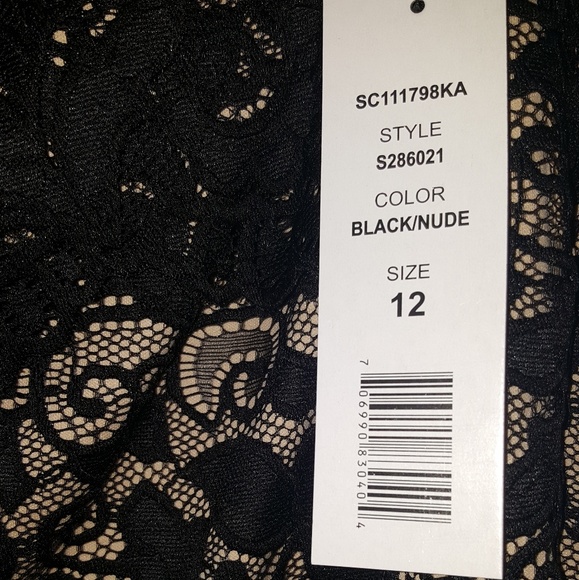 SC111798KA
STYLE
S286021
COLOR
BLACK/NUDE
SIZE
12
7 06990 83040 4